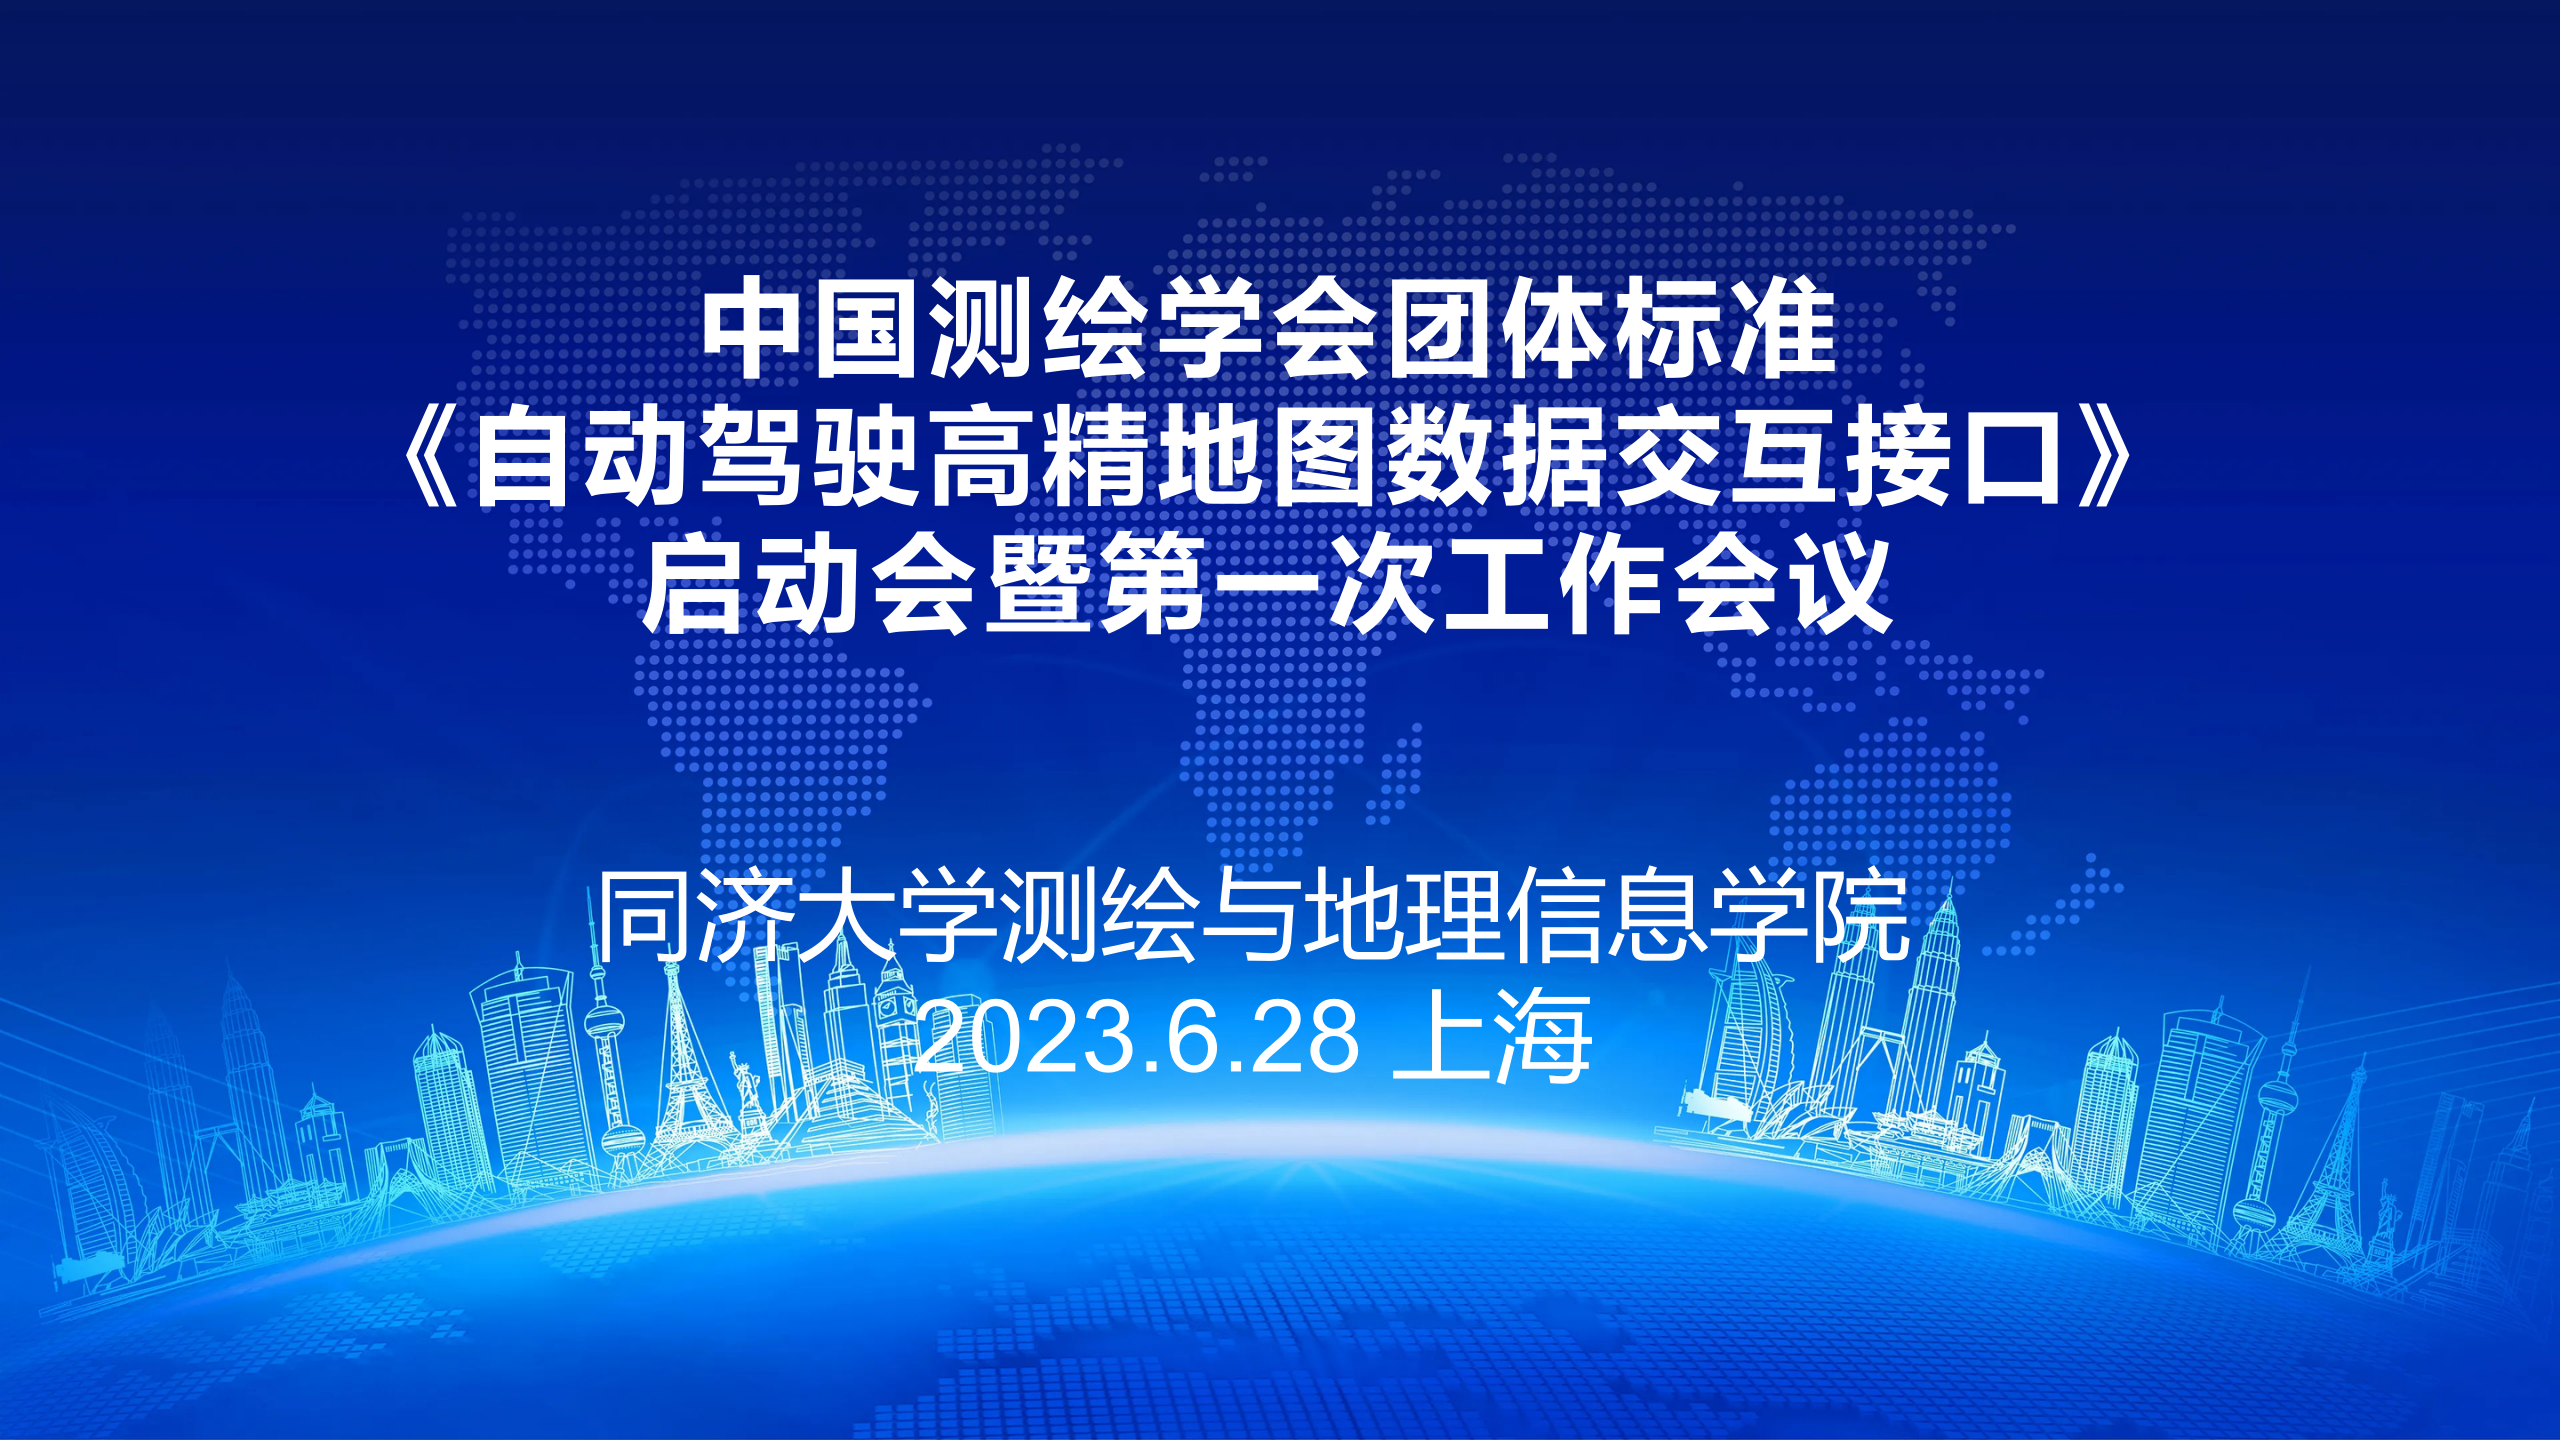 中国测绘学会团体标准
《自动驾驶高精地图数据交互接口》
启动会暨第一次工作会议
同济大学测绘与地理信息学院
2023.6.28 上海